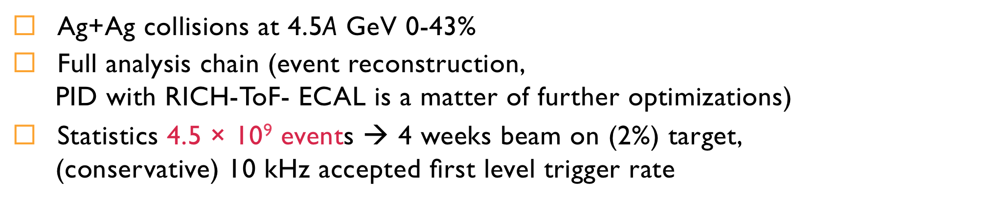 Ag+Ag collisions at 4.5A GeV 0-43%
Full analysis chain (event reconstruction,
PID with RICH-ToF- ECAL is a matter of further optimizations)
Statistics 4.5 × 10⁹ events → 4 weeks beam on (2%) target,
(conservative) 10 kHz accepted first level trigger rate